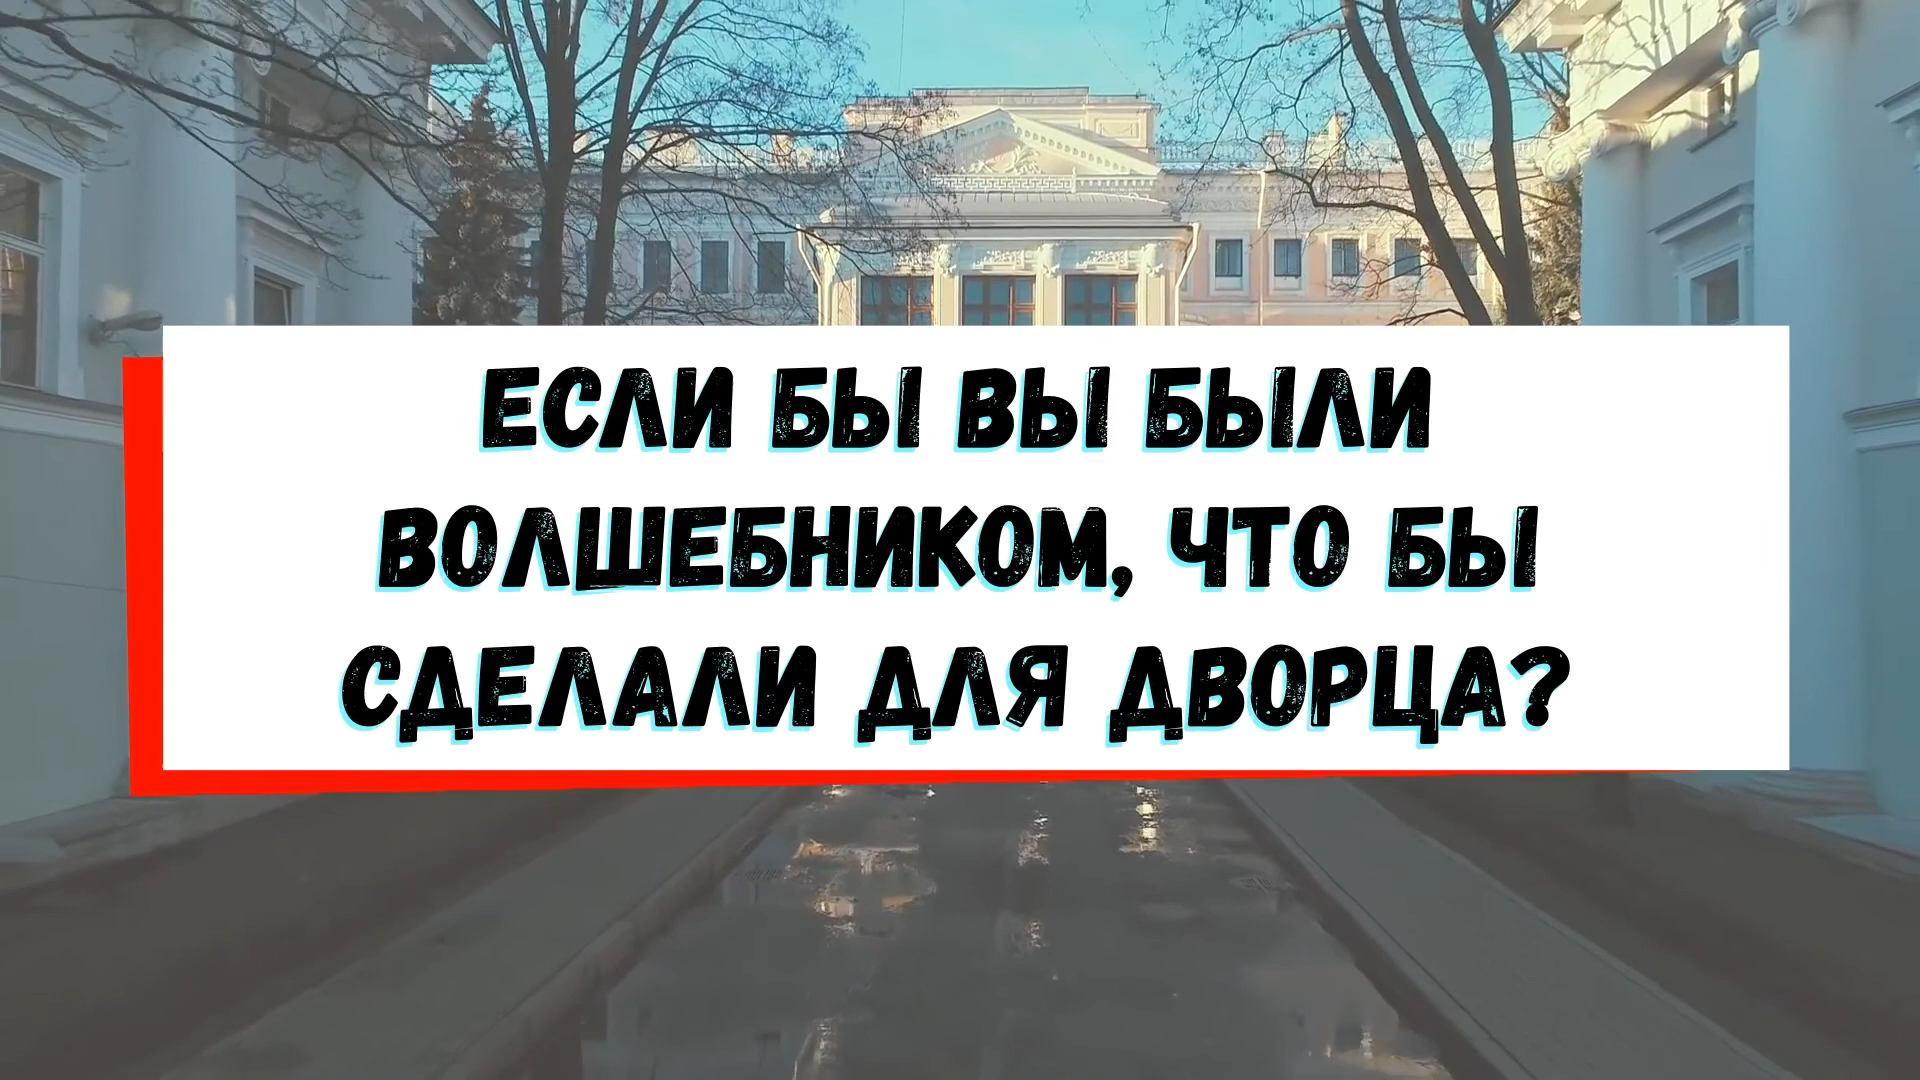 ЕСЛИ БЫ ВЫ БЫЛИ
ВОЛШЕБНИКОМ, ЧТО БЫ
СДЕЛАЛИ ДЛЯ ДВОРЦА?